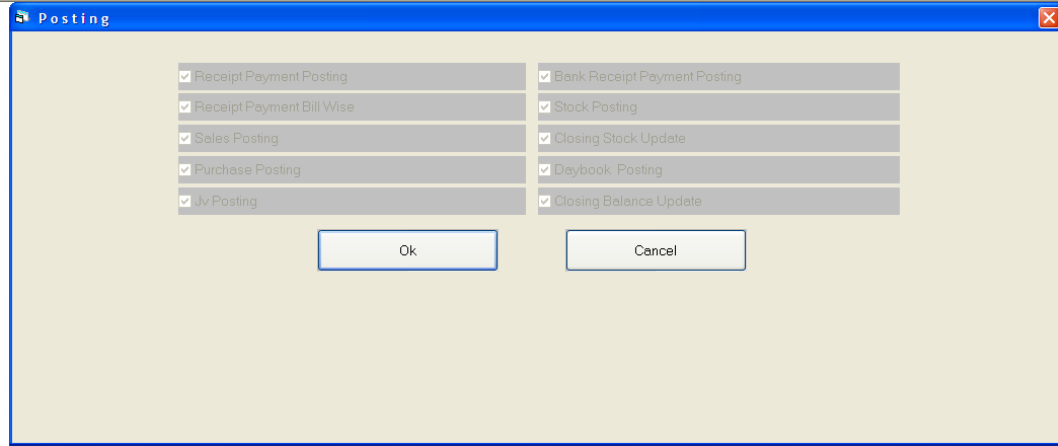 Posting
Receipt Payment Posting
Bank Receipt Payment Posting
Receipt Payment Bill Wise
Stock Posting
Sales Posting
Closing Stock Update
Purchase Posting
Daybook Posting
Jv Posting
Closing Balance Update
Ok
Cancel